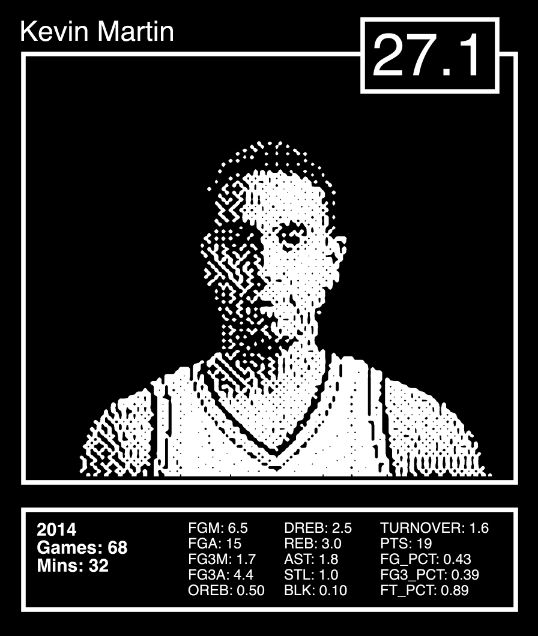 Kevin Martin
27.1
2014
Games: 68
Mins: 32
FGM: 6.5
FGA: 15
FG3M: 1.7
FG3A: 4.4
OREB: 0.50
DREB: 2.5
REB: 3.0
AST: 1.8
STL: 1.0
BLK: 0.10
TURNOVER: 1.6
PTS: 19
FG_PCT: 0.43
FG3_PCT: 0.39
FT_PCT: 0.89